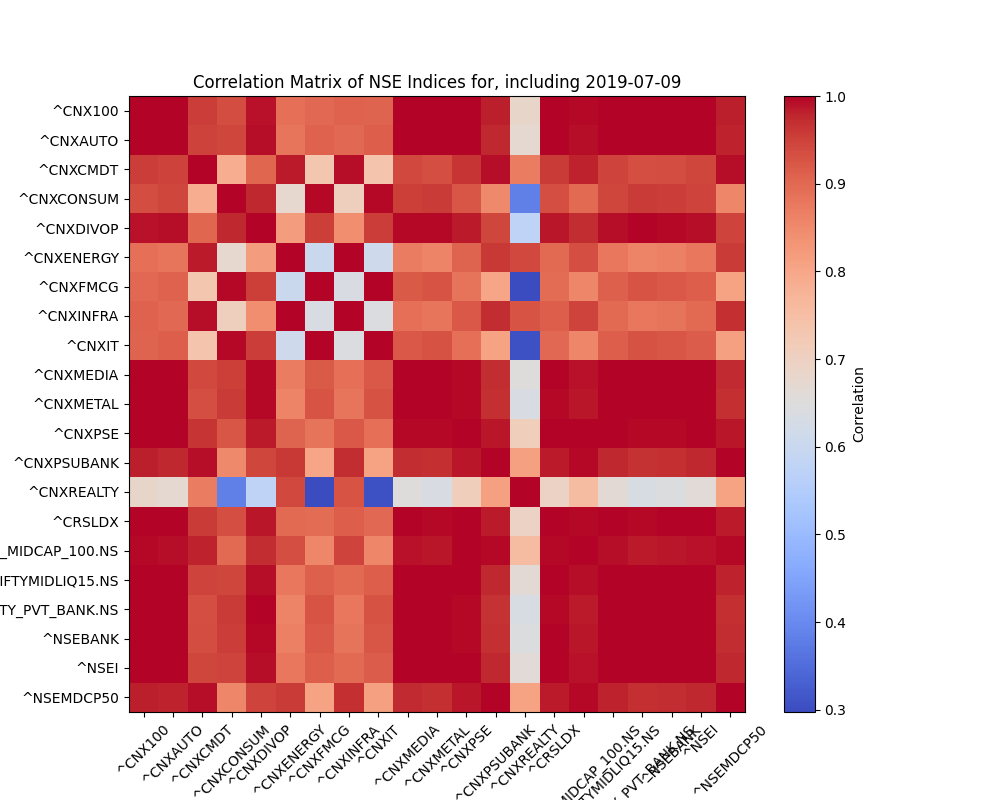 Correlation Matrix of NSE Indices for, including 2019-07-09
^CNX100
^CNXAUTO
^CNXCMDT
^CNXCONSUM
^CNXDIVOP
^CNXENERGY
^CNXFMCG
^CNXINFRA
^CNXIT
^CNXMEDIA
^CNXMETAL
^CNXPSE
^CNXPSUBANK
^CNXREALTY
^CRSLDX
_MIDCAP_100.NS
IFTYMIDLIQ15.NS
TY_PVT_BANK.NS
^NSEBANK
^NSEI
^NSEMDCP50
^CNX100
^CNXAUTO
^CNXCMDT
^CNXCONSUM
^CNXDIVOP
^CNXENERGY
^CNXFMCG
^CNXINFRA
^CNXIT
^CNXMEDIA
^CNXMETAL
^CNXPSE
^CNXPSUBANK
^CNXREALTY
^CRSLDX
MIDCAP_100.NS
TYMIDLIQ15.NS
_PVT_BANK.NS
^NSEBANK
^NSEI
^NSEMDCP50
1.0
0.9
0.8
0.7
0.6
0.5
0.4
0.3
Correlation